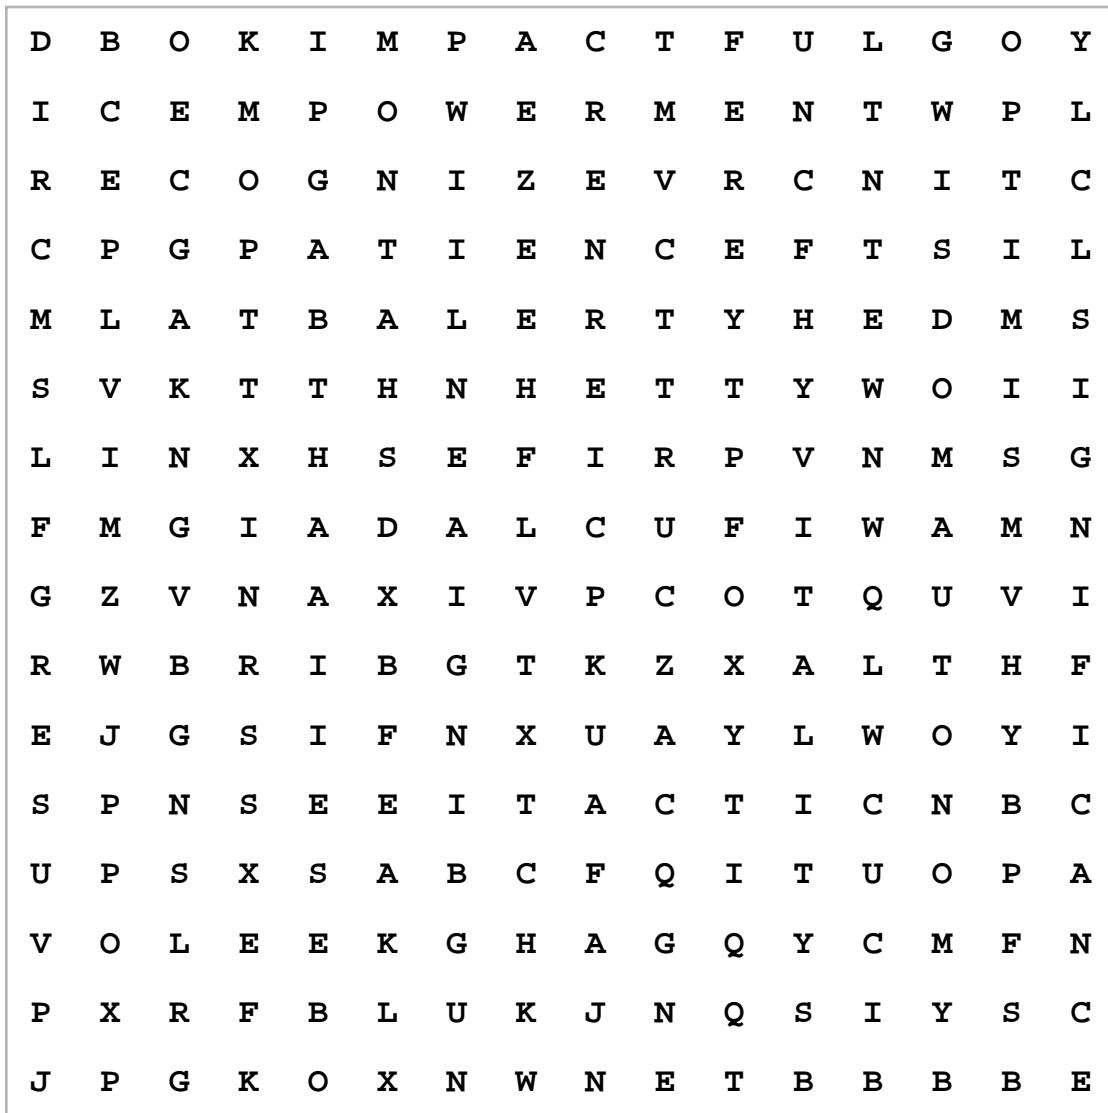 D B O K I M P A C T F U L G O Y
I C E M P O W E R M E N T W P L
R E C O G N I Z E V R C N I T C
C P G P A T I E N C E F T S I L
M L A T B A L E R T Y H E D M S
S V K T T H N H E T T Y W O I I
L I N X H S E F I R P V N M S G
F M G I A D A L C U F I W A M N
G Z V N A X I V P C O T Q U V I
R W B R I B G T K Z X A L T H F
E J G S I F N X U A Y L W O Y I
S P N S E E I T A C T I C N B C
U P S X S A B C F Q I T U O P A
V O L E E K G H A G Q Y C M F N
P X R F B L U K J N Q S I Y S C
J P G K O X N W N E T B B B B E